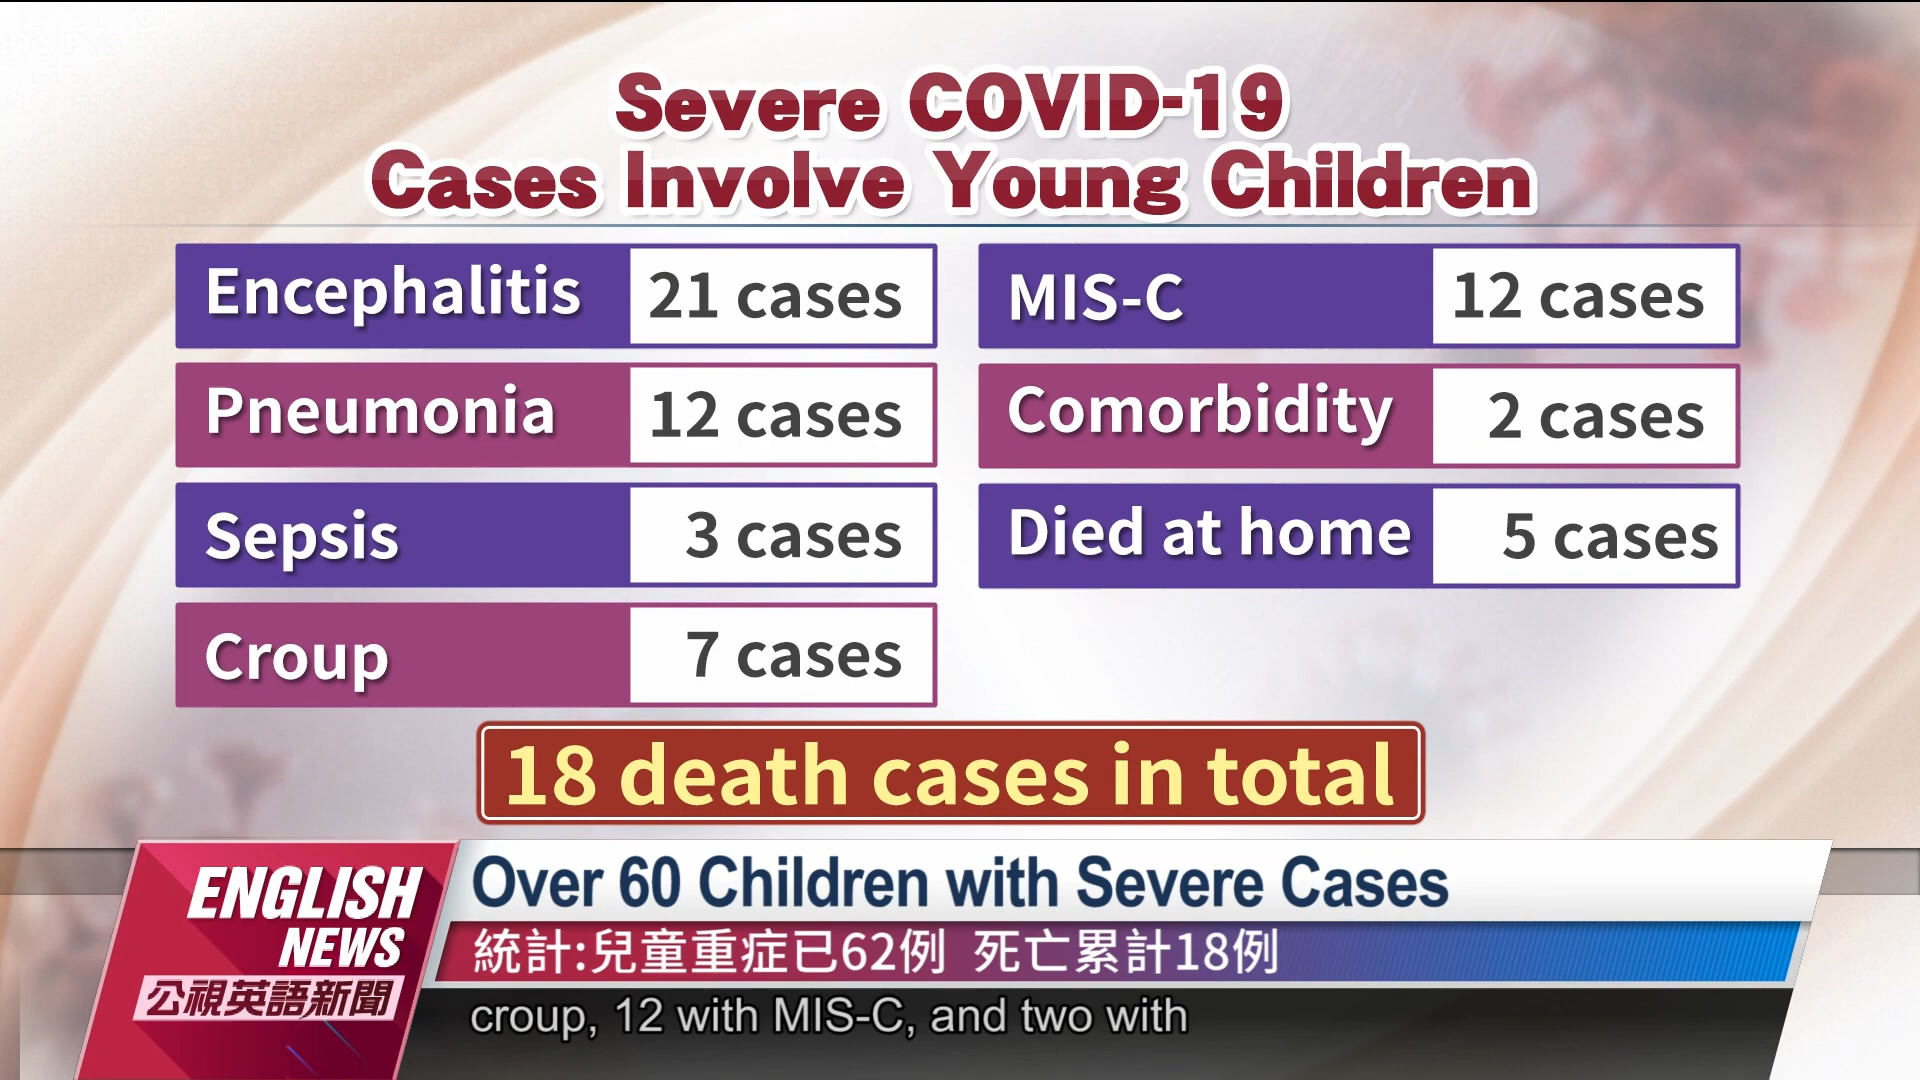 Severe COVID-19
Cases Involve Young Children
Encephalitis 21 cases
Pneumonia 12 cases
Sepsis 3 cases
Croup 7 cases
MIS-C 12 cases
Comorbidity 2 cases
Died at home 5 cases
18 death cases in total
ENGLISH
NEWS
公視英語新聞
Over 60 Children with Severe Cases
統計:兒童重症已62例 死亡累計18例
croup, 12 with MIS-C, and two with